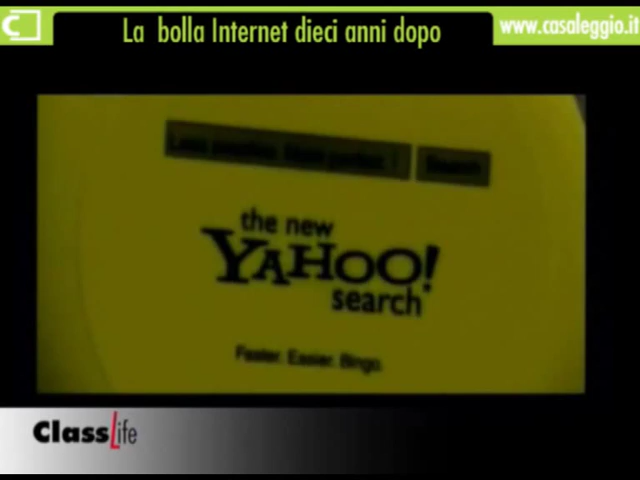 La bolla Internet dieci anni dopo
www.casaleggio.it
Search
the new
YAHOO!
search
Faster. Easier. Bingo.
ClassLife